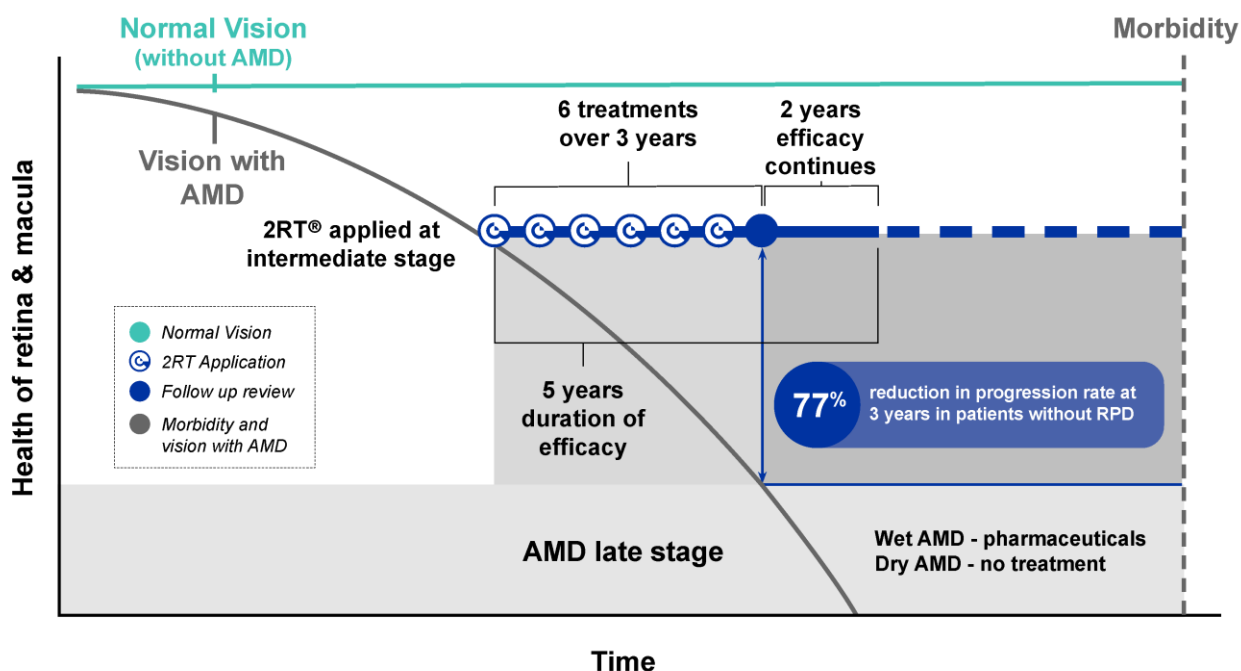 Normal Vision
(without AMD)
Morbidity
6 treatments
over 3 years
2 years
efficacy
continues
Vision with
AMD
2RT® applied at
intermediate stage
Health of retina & macula
Normal Vision
2RT Application
Follow up review
Morbidity and
vision with AMD
5 years
duration of
efficacy
77%
reduction in progression rate at
3 years in patients without RPD
AMD late stage
Wet AMD - pharmaceuticals
Dry AMD - no treatment
Time